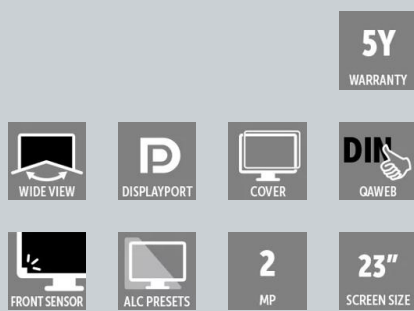 5Y
WARRANTY
WIDE VIEW
DISPLAYPORT
COVER
DIN
QAWEB
FRONT SENSOR
ALC PRESETS
2
MP
23"
SCREEN SIZE